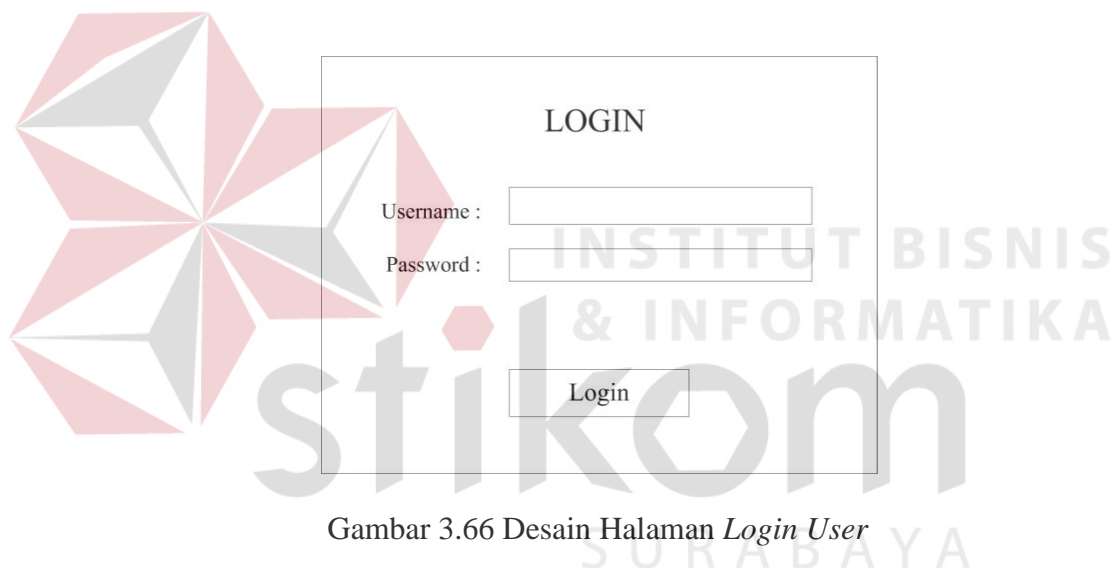 LOGIN
Username :
Password :
INSTITUT BISNIS
& INFORMATIKA
stikom
Login
Gambar 3.66 Desain Halaman Login User
SURABAYA